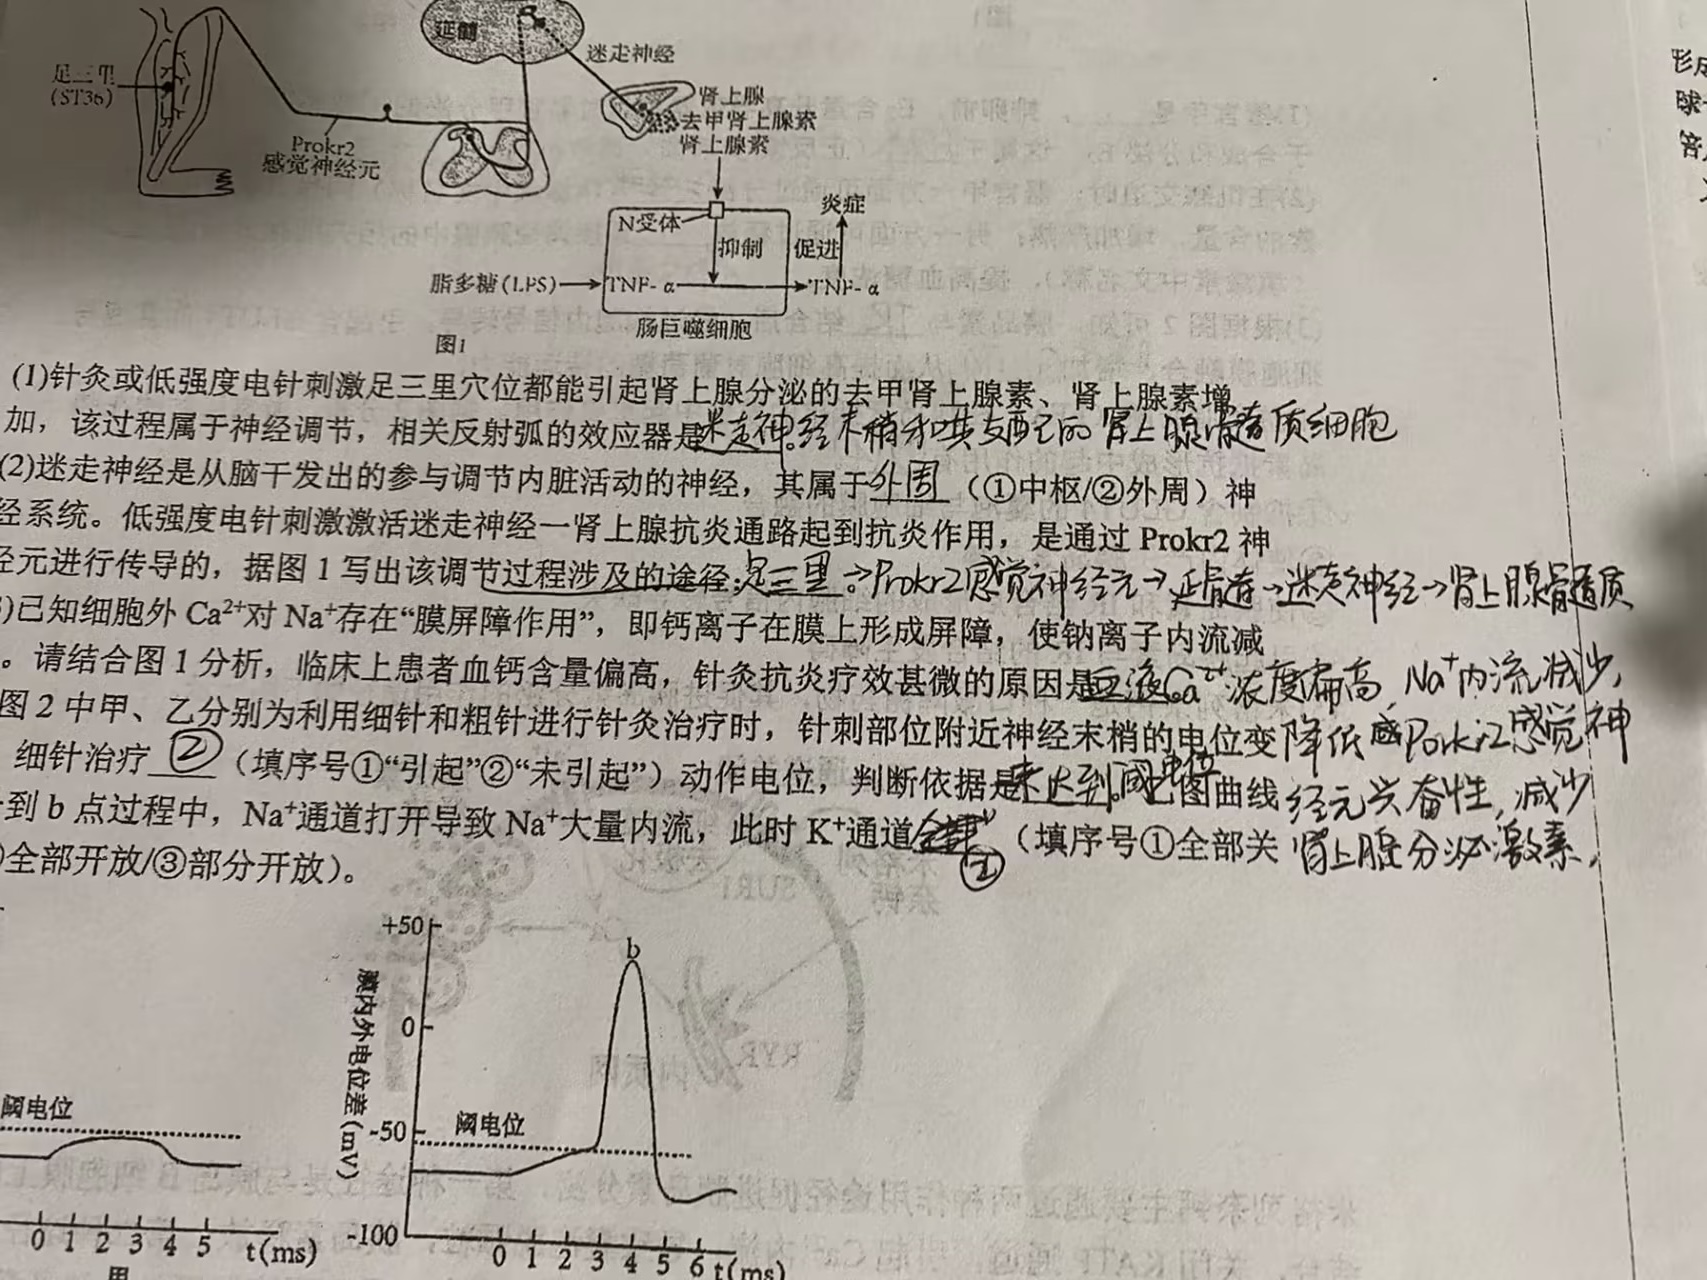 延髓
迷走神经
足三里
(ST36)
肾上腺
去甲肾上腺素
肾上腺素
Prokr2
感觉神经元
N受体
抑制
促进
炎症
脂多糖(LPS)
TNF-α
TNF-α
肠巨噬细胞
图1
(1)针灸或低强度电针刺激足三里穴位都能引起肾上腺分泌的去甲肾上腺素、肾上腺素增
加，该过程属于神经调节，相关反射弧的效应器是迷走神经末梢和其支配的肾上腺髓质细胞
(2)迷走神经是从脑干发出的参与调节内脏活动的神经，其属于外周（①中枢/②外周）神
经系统。低强度电针刺激激活迷走神经一肾上腺抗炎通路起到抗炎作用，是通过 Prokr2 神
经元进行传导的，据图 1 写出该调节过程涉及的途径:足三里→Prokr2感觉神经元→延髓→迷走神经→肾上腺髓质
)已知细胞外 Ca²⁺对 Na⁺存在“膜屏障作用”，即钙离子在膜上形成屏障，使钠离子内流减
。请结合图 1 分析，临床上患者血钙含量偏高，针灸抗炎疗效甚微的原因是血液Ca²⁺浓度偏高，Na⁺内流减少，
图 2 中甲、乙分别为利用细针和粗针进行针灸治疗时，针刺部位附近神经末梢的电位变
降低 Porkr2感觉神
细针治疗②（填序号①“引起”②“未引起”）动作电位，判断依据是未达到阈电位
图曲线
经元兴奋性，减少
到 b 点过程中，Na⁺通道打开导致 Na⁺大量内流，此时 K⁺通道（填序号①全部关
肾上腺分泌激素。
)全部开放/③部分开放）。
+50
b
0
膜内外电位差(mV)
-50
阈电位
-100
0 1 2 3 4 5 6 t(ms)
阈电位
0 1 2 3 4 5 t(ms)
甲